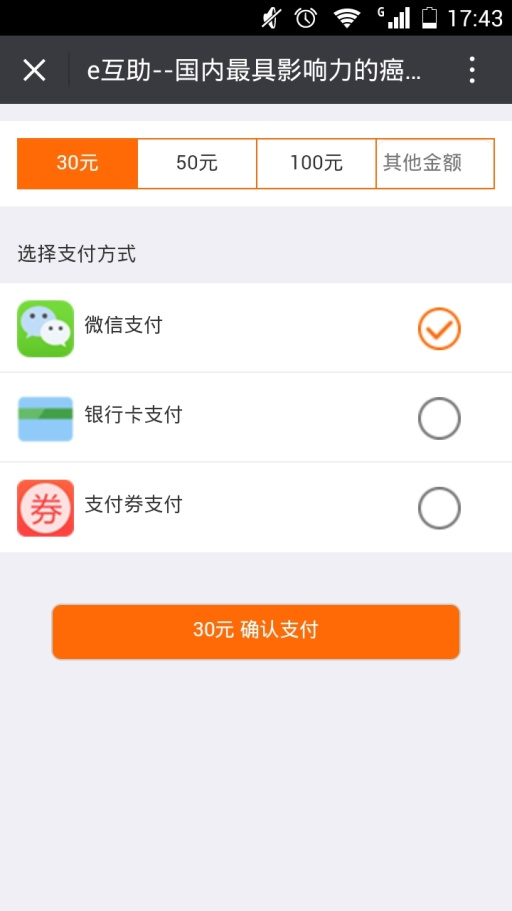 G 17:43
e互助--国内最具影响力的癌...
30元 50元 100元 其他金额
选择支付方式
微信支付
银行卡支付
券 支付券支付
30元 确认支付